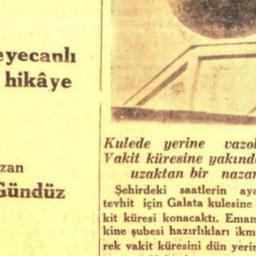 eyecanlı
hikâye
zan
Gündüz
Kulede yerine vazol
Vakit küresine yakında
uzaktan bir nazar
Şehirdeki saatlerin aya
tevhit için Galata kulesine
kit küresi konacaktı. Eman
kine şubesi hazırlıkları ikm
rek vakit küresini dün yerin